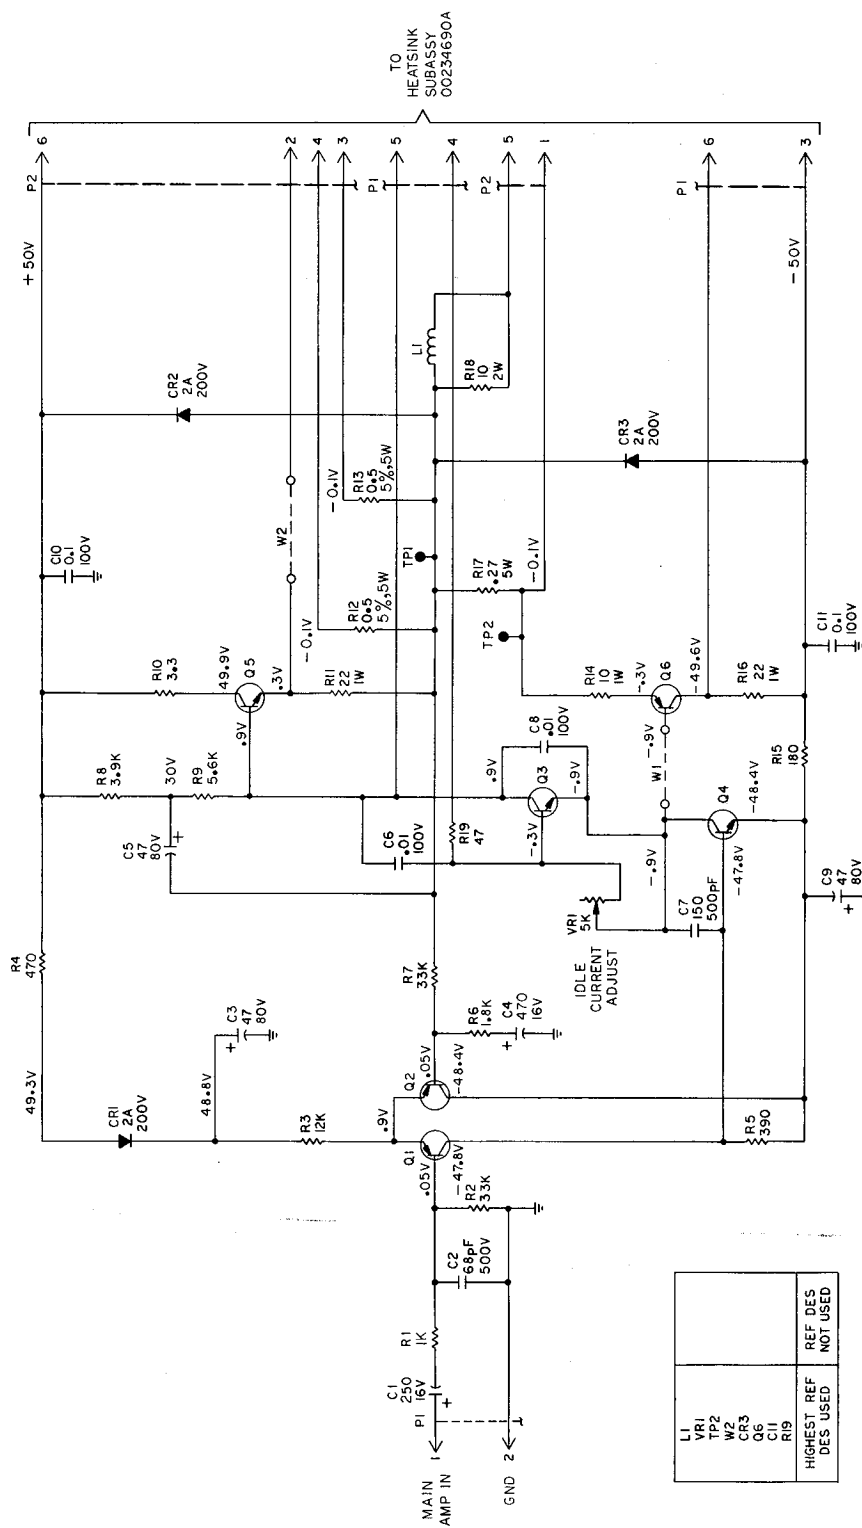 TO
HEATSINK
SUBASSY
00234690A
6
2
4
3
5
4
5
1
6
3
P2
P1
P2
P1
+50V
-50V
CR2
2A
200V
L1
R18
10
2W
CR3
2A
200V
W2
-0.1V
R13
0.5
5%,5W
TP1
C10
0.1
100V
R12
0.5
5%,5W
-0.1V
R17
.27
5W
-0.1V
TP2
C11
0.1
100V
R10
3.3
49.9V
Q5
.3V
.9V
R11
22
1W
R14
10
1W
-.3V
Q6
-49.6V
-.9V
R16
22
1W
R8
3.9K
30V
R9
5.6K
C8
.01
100V
.9V
Q3
-.9V
-.3V
W1
R15
180
C5
47
80V
+
C6
.01
100V
R19
47
-.9V
Q4
-48.4V
-47.8V
VR1
5K
IDLE
CURRENT
ADJUST
C7
150
500pF
C9
47
80V
+
R4
470
R7
33K
49.3V
CR1
2A
200V
48.8V
C3
47
80V
+
R3
12K
R6
1.8K
C4
470
16V
+
.9V
Q2
.05V
-48.4V
Q1
.05V
-47.8V
R2
33K
R5
390
C2
68pF
500V
R1
1K
C1
250
16V
+
P1
1
2
MAIN
AMP IN
GND
L1
VR1
TP2
W2
CR3
Q6
C11
R19
HIGHEST REF
DES USED
REF DES
NOT USED